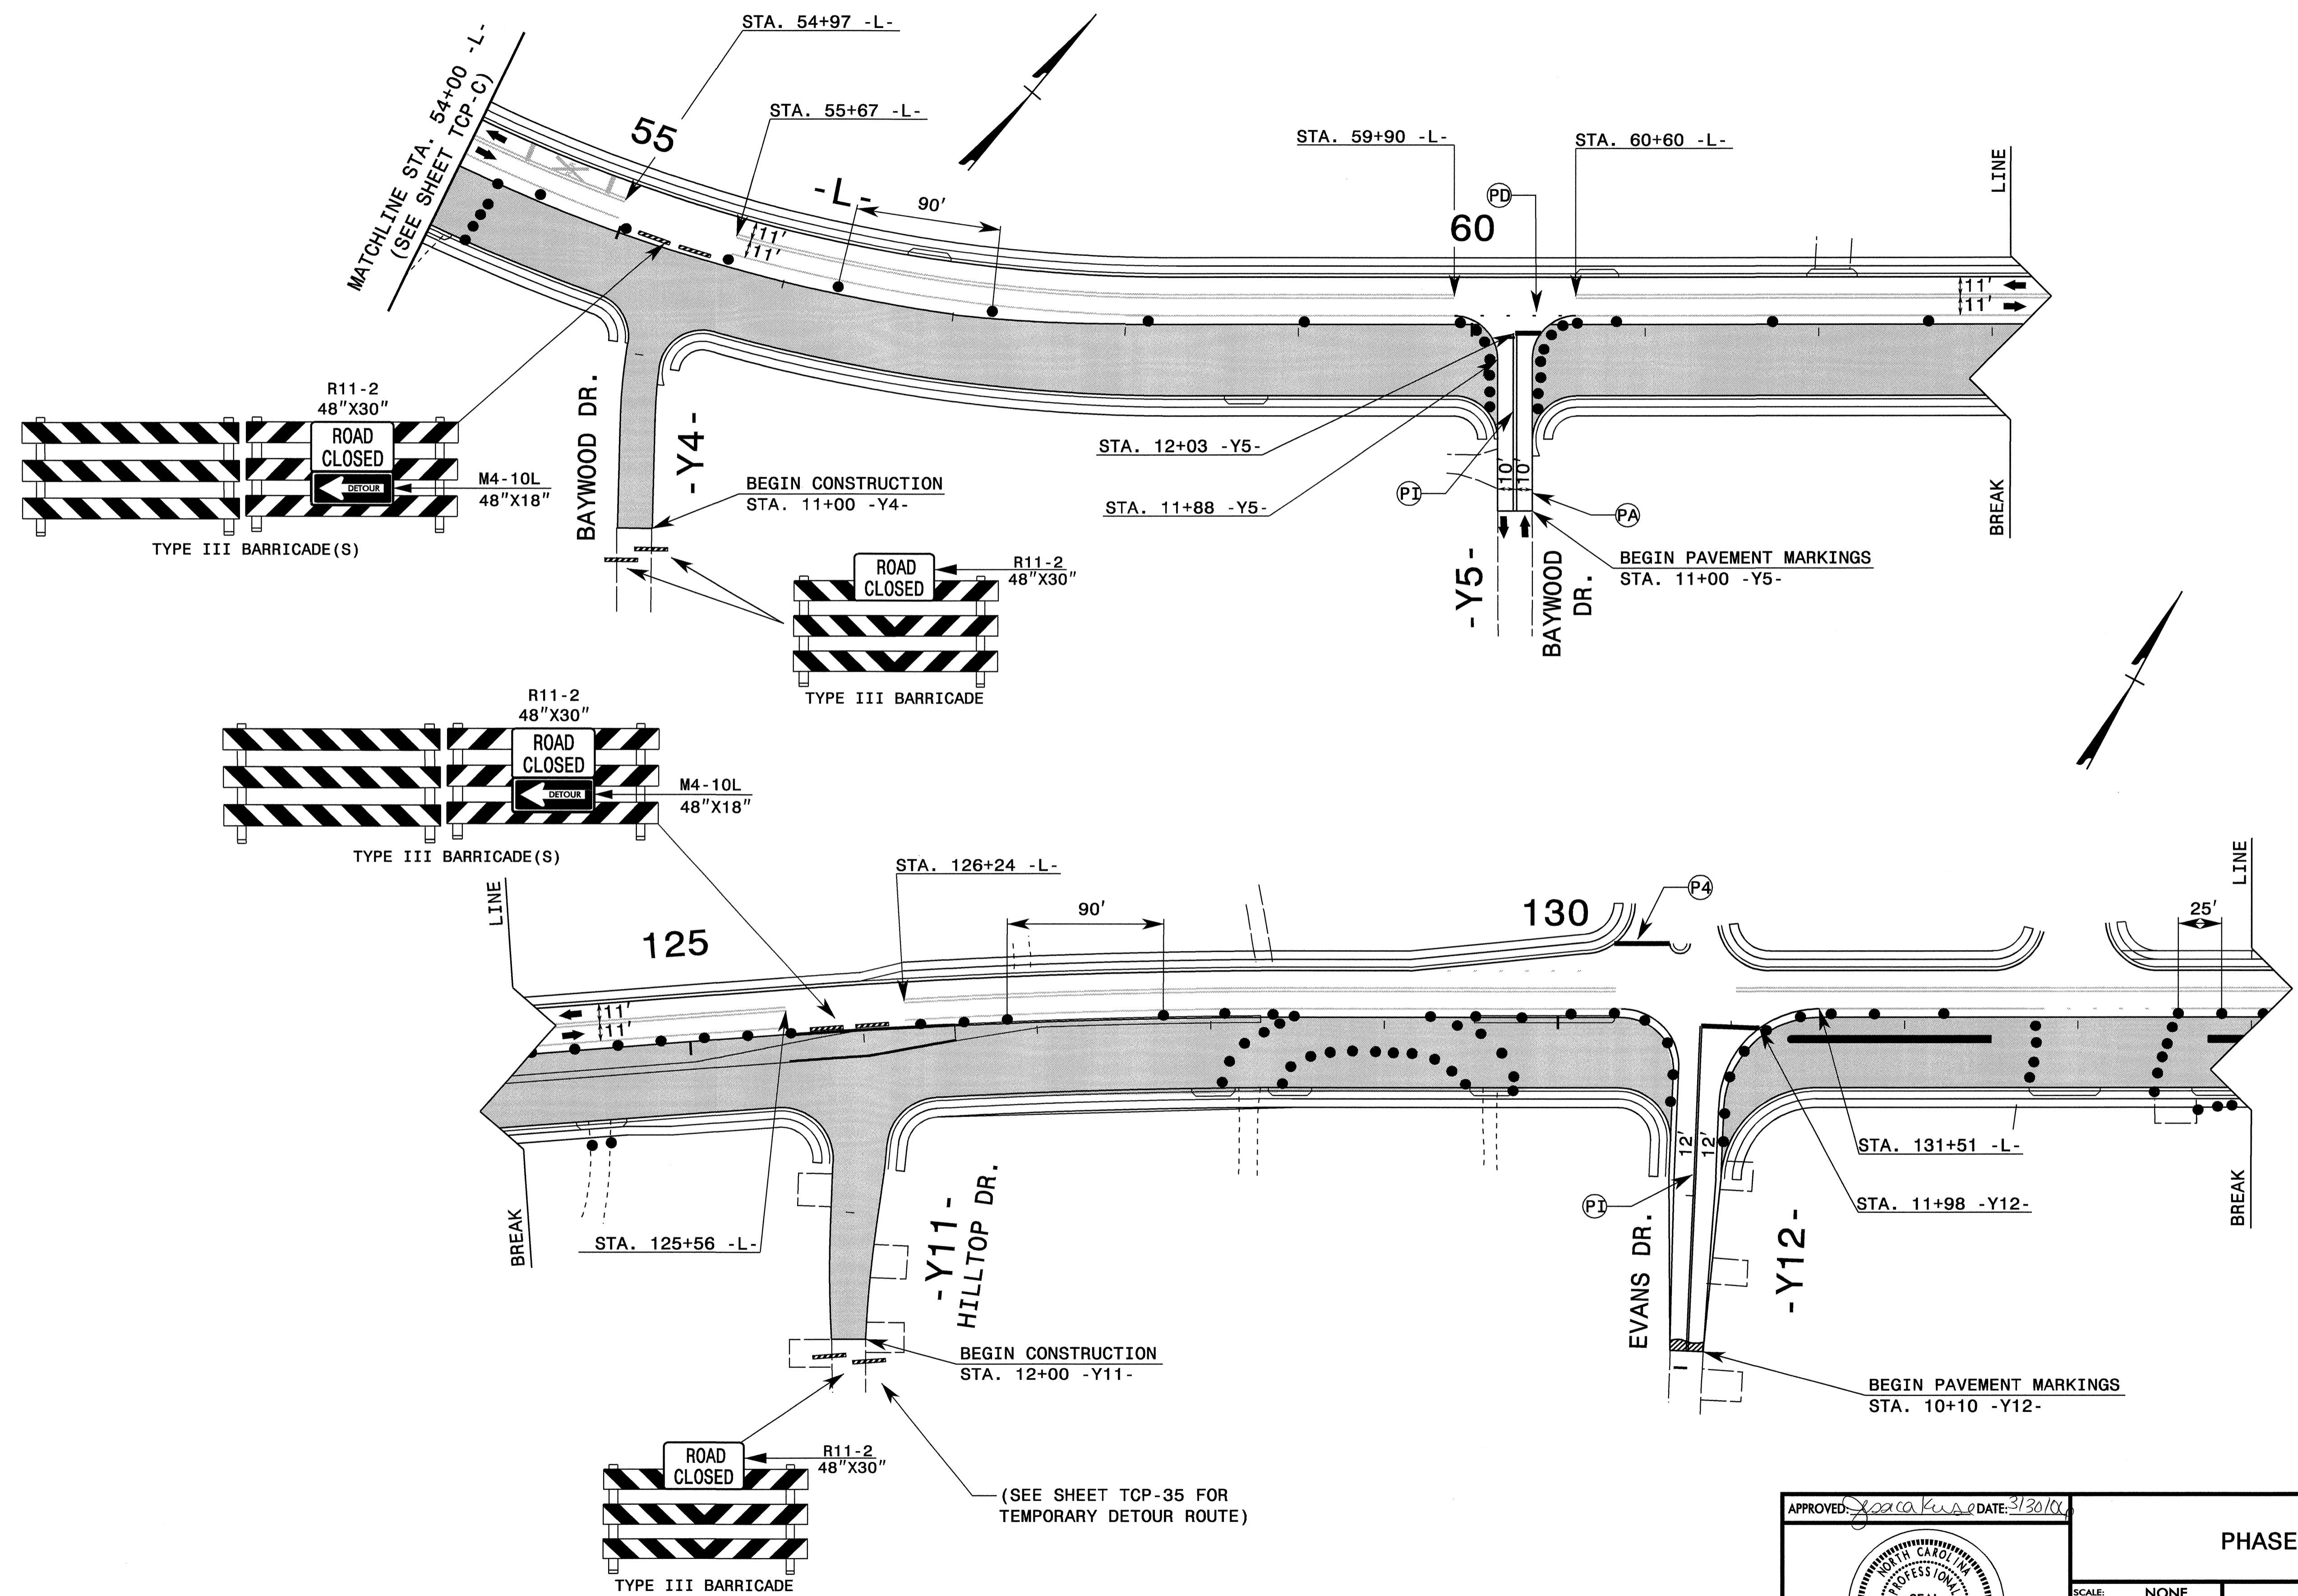 STA. 54+97 -L-
MATCHLINE STA. 54+00 -L-
(SEE SHEET TCP-C)
55
STA. 55+67 -L-
-L-
90'
11'
11'
STA. 59+90 -L-
PD
60
STA. 60+60 -L-
LINE
11'
11'
R11-2
48"X30"
ROAD
CLOSED
DETOUR
M4-10L
48"X18"
TYPE III BARRICADE(S)
BAYWOOD DR.
-Y4-
BEGIN CONSTRUCTION
STA. 11+00 -Y4-
ROAD
CLOSED
R11-2
48"X30"
TYPE III BARRICADE
STA. 12+03 -Y5-
PI
STA. 11+88 -Y5-
10'
10'
PA
BREAK
-Y5-
BAYWOOD
DR.
BEGIN PAVEMENT MARKINGS
STA. 11+00 -Y5-
R11-2
48"X30"
ROAD
CLOSED
DETOUR
M4-10L
48"X18"
TYPE III BARRICADE(S)
LINE
125
STA. 126+24 -L-
90'
130
P4
25'
LINE
11'
11'
BREAK
STA. 125+56 -L-
-Y11-
HILLTOP DR.
BEGIN CONSTRUCTION
STA. 12+00 -Y11-
12'
12'
PI
EVANS DR.
-Y12-
STA. 131+51 -L-
STA. 11+98 -Y12-
BREAK
BEGIN PAVEMENT MARKINGS
STA. 10+10 -Y12-
ROAD
CLOSED
R11-2
48"X30"
TYPE III BARRICADE
(SEE SHEET TCP-35 FOR
TEMPORARY DETOUR ROUTE)
APPROVED: DATE: 3/30/06
NORTH CAROLINA
PROFESSIONAL
PHASE
SCALE: NONE